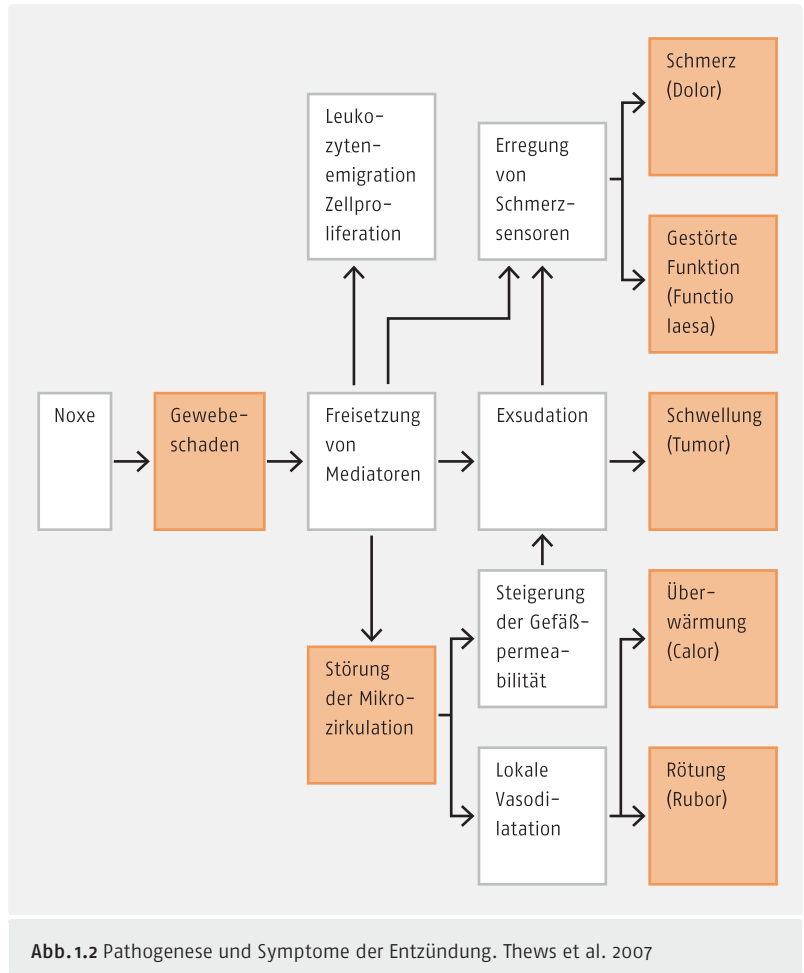 Schmerz
(Dolor)
Leuko-
zyten-
emigration
Zellpro-
liferation
Erregung
von
Schmerz-
sensoren
Gestörte
Funktion
(Functio
laesa)
Noxe
Gewebe-
schaden
Freisetzung
von
Mediatoren
Exsudation
Schwellung
(Tumor)
Störung
der Mikro-
zirkulation
Steigerung
der Gefäß-
permea-
bilität
Über-
wärmung
(Calor)
Lokale
Vasodi-
latation
Rötung
(Rubor)
Abb.1.2 Pathogenese und Symptome der Entzündung. Thews et al. 2007